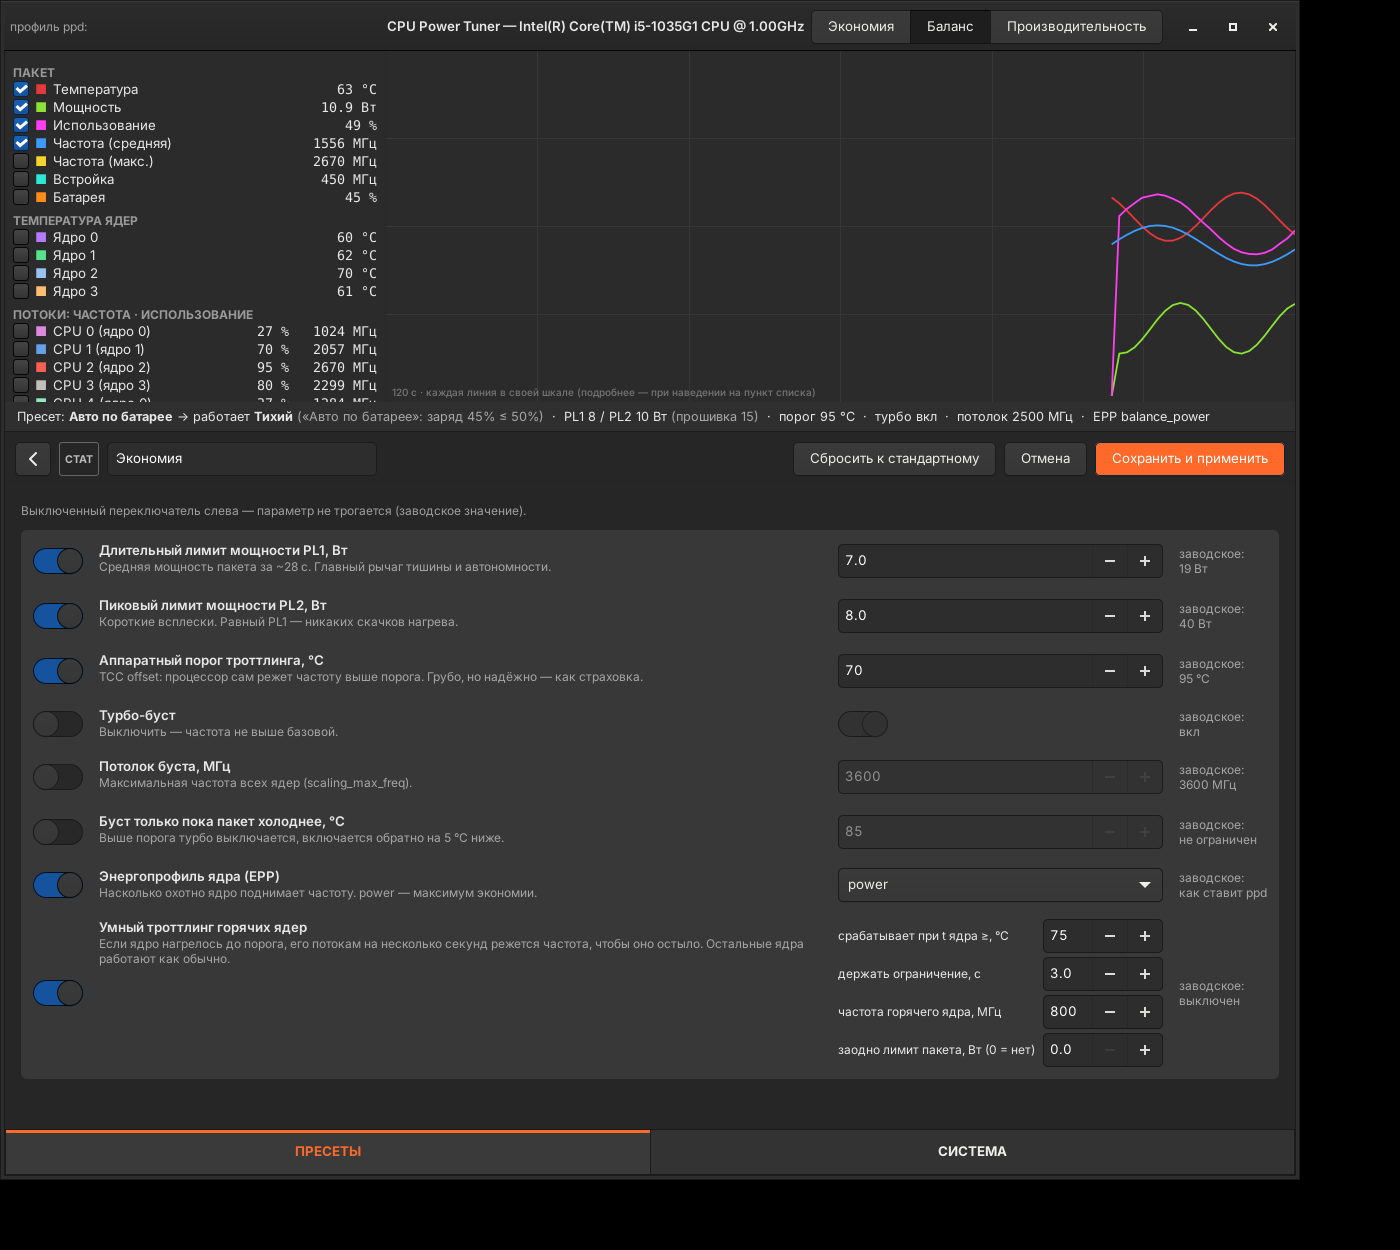 профиль ppd:
CPU Power Tuner — Intel(R) Core(TM) i5-1035G1 CPU @ 1.00GHz
Экономия
Баланс
Производительность
ПАКЕТ
Температура 63 °C
Мощность 10.9 Вт
Использование 49 %
Частота (средняя) 1556 МГц
Частота (макс.) 2670 МГц
Встройка 450 МГц
Батарея 45 %
ТЕМПЕРАТУРА ЯДЕР
Ядро 0 60 °C
Ядро 1 62 °C
Ядро 2 70 °C
Ядро 3 61 °C
ПОТОКИ: ЧАСТОТА · ИСПОЛЬЗОВАНИЕ
CPU 0 (ядро 0) 27 % 1024 МГц
CPU 1 (ядро 1) 70 % 2057 МГц
CPU 2 (ядро 2) 95 % 2670 МГц
CPU 3 (ядро 3) 80 % 2299 МГц
120 с · каждая линия в своей шкале (подробнее — при наведении на пункт списка)
Пресет: Авто по батарее → работает Тихий («Авто по батарее»: заряд 45% ≤ 50%) · PL1 8 / PL2 10 Вт (прошивка 15) · порог 95 °C · турбо вкл · потолок 2500 МГц · EPP balance_power
СТАТ
Экономия
Сбросить к стандартному
Отмена
Сохранить и применить
Выключенный переключатель слева — параметр не трогается (заводское значение).
Длительный лимит мощности PL1, Вт
Средняя мощность пакета за ~28 с. Главный рычаг тишины и автономности.
7.0
заводское:
19 Вт
Пиковый лимит мощности PL2, Вт
Короткие всплески. Равный PL1 — никаких скачков нагрева.
8.0
заводское:
40 Вт
Аппаратный порог троттлинга, °C
TCC offset: процессор сам режет частоту выше порога. Грубо, но надёжно — как страховка.
70
заводское:
95 °C
Турбо-буст
Выключить — частота не выше базовой.
заводское:
вкл
Потолок буста, МГц
Максимальная частота всех ядер (scaling_max_freq).
3600
заводское:
3600 МГц
Буст только пока пакет холоднее, °C
Выше порога турбо выключается, включается обратно на 5 °C ниже.
85
заводское:
не ограничен
Энергопрофиль ядра (EPP)
Насколько охотно ядро поднимает частоту. power — максимум экономии.
power
заводское:
как ставит ppd
Умный троттлинг горячих ядер
Если ядро нагрелось до порога, его потокам на несколько секунд режется частота, чтобы оно остыло. Остальные ядра
работают как обычно.
срабатывает при t ядра ≥, °C 75
держать ограничение, с 3.0
частота горячего ядра, МГц 800
заодно лимит пакета, Вт (0 = нет) 0.0
заводское:
выключен
ПРЕСЕТЫ
СИСТЕМА